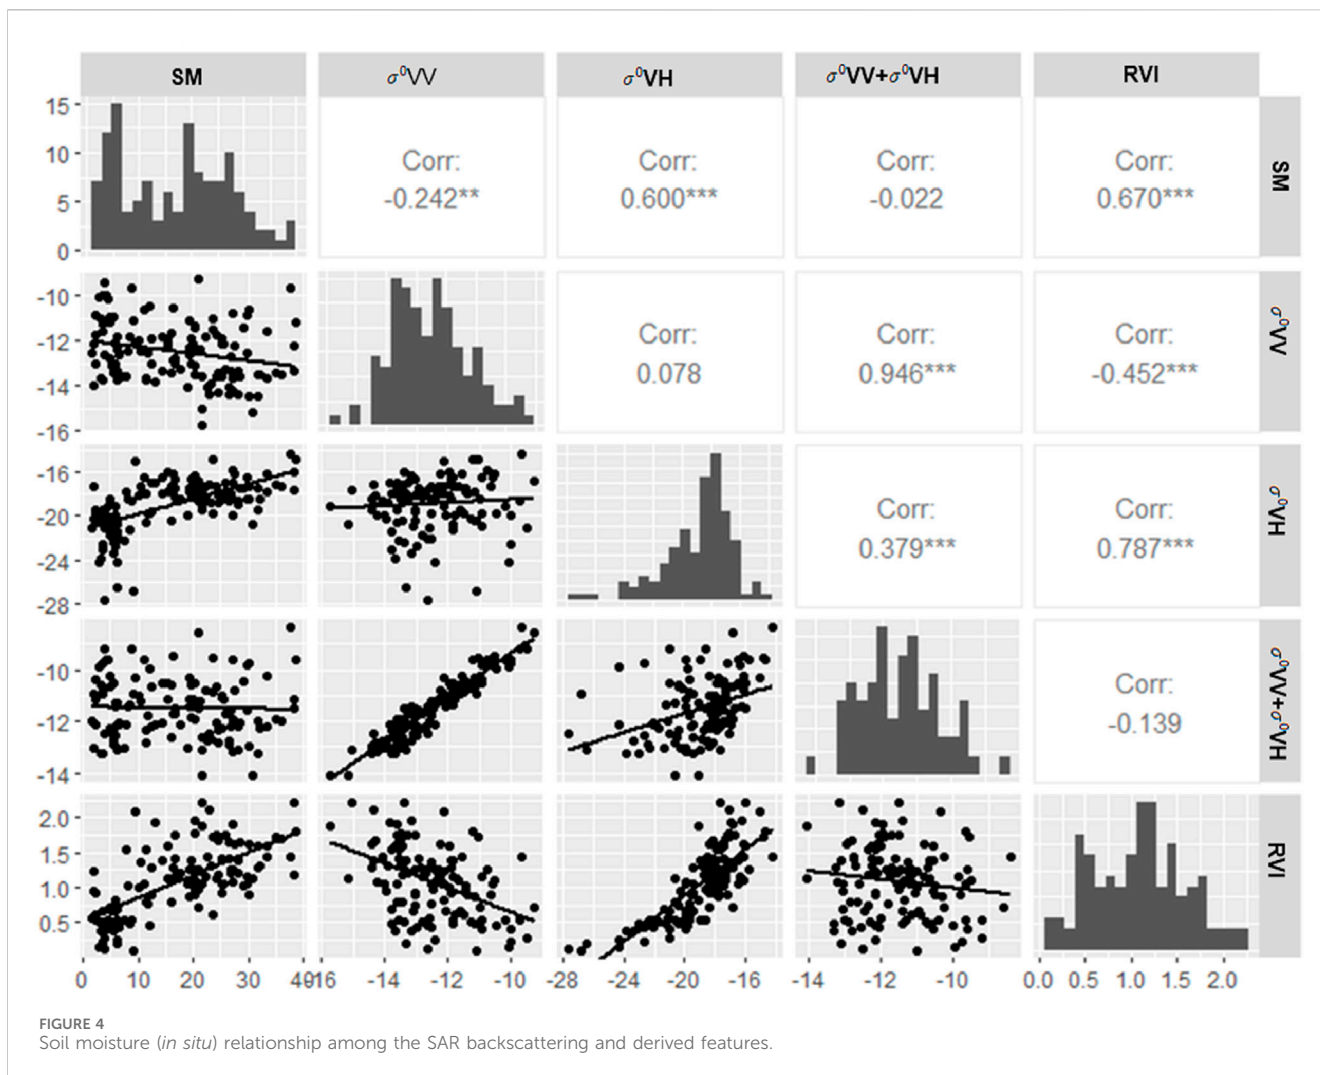 SM σ⁰VV σ⁰VH σ⁰VV+σ⁰VH RVI
15
10
5
0
Corr:
-0.242**
Corr:
0.600***
Corr:
-0.022
Corr:
0.670***
SM
-10
-12
-14
-16
Corr:
0.078
Corr:
0.946***
Corr:
-0.452***
σ⁰VV
-16
-20
-24
-28
Corr:
0.379***
Corr:
0.787***
σ⁰VH
-10
-12
-14
Corr:
-0.139
σ⁰VV+σ⁰VH
2.0
1.5
1.0
0.5
RVI
0 10 20 30 40 -16 -14 -12 -10 -28 -24 -20 -16 -14 -12 -10 0.0 0.5 1.0 1.5 2.0
FIGURE 4
Soil moisture (in situ) relationship among the SAR backscattering and derived features.